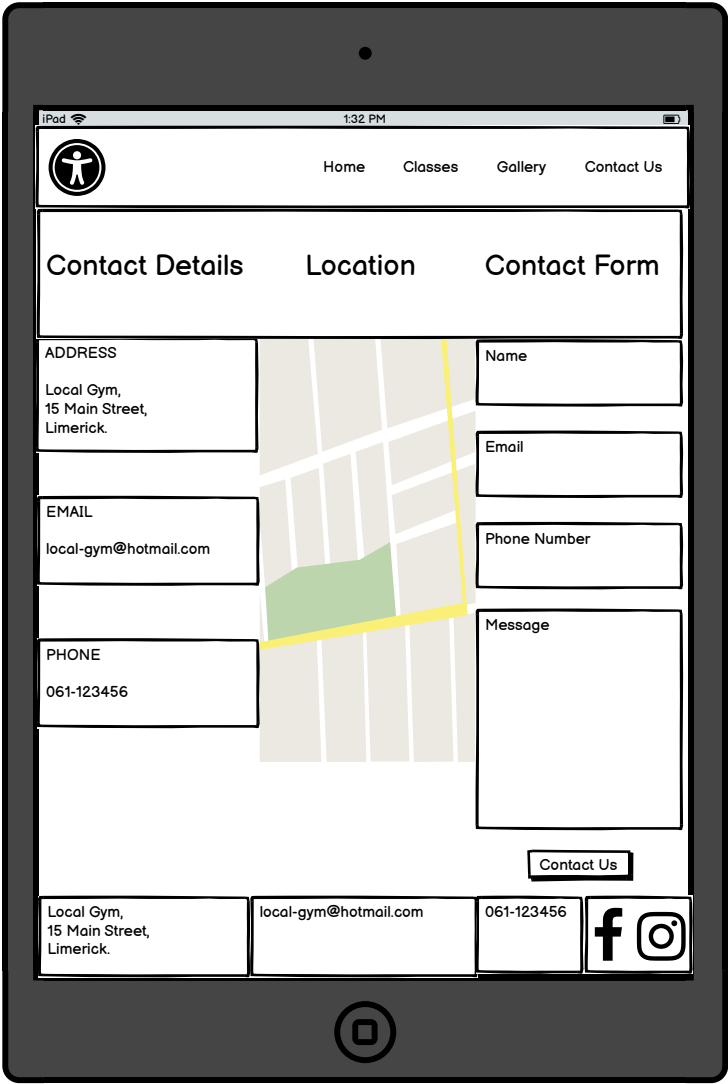 iPad 1:32 PM
Home Classes Gallery Contact Us
Contact Details Location Contact Form
ADDRESS
Local Gym,
15 Main Street,
Limerick.
EMAIL
local-gym@hotmail.com
PHONE
061-123456
Name
Email
Phone Number
Message
Contact Us
Local Gym,
15 Main Street,
Limerick.
local-gym@hotmail.com
061-123456